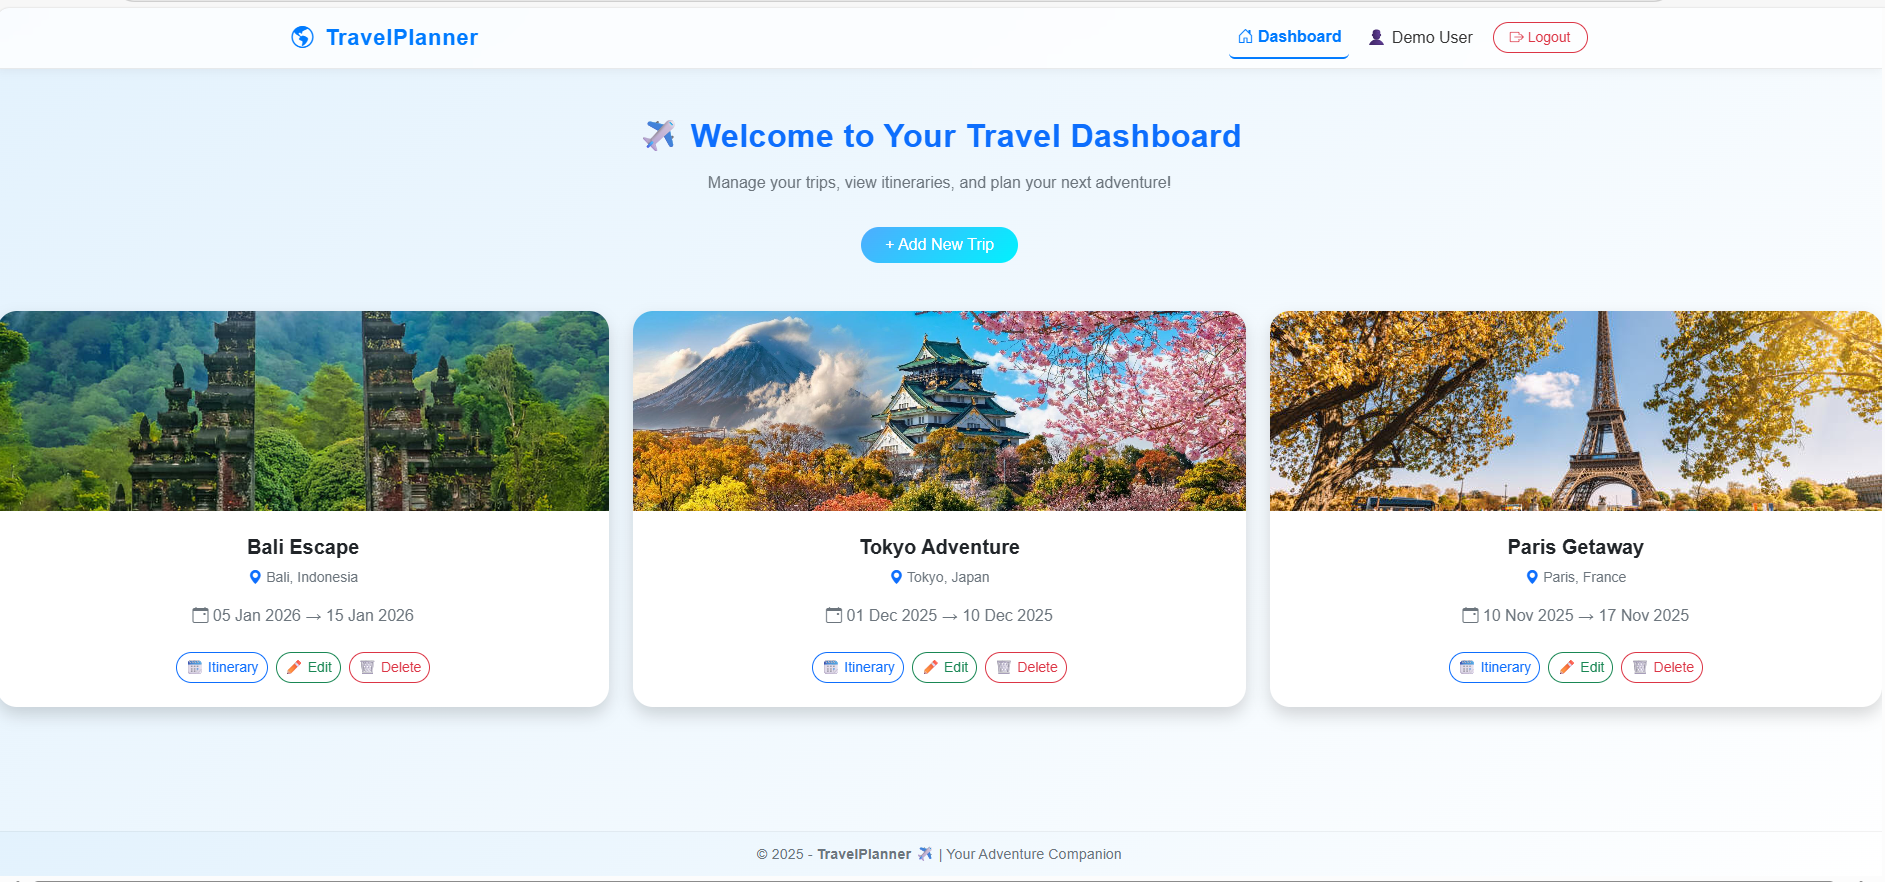 TravelPlanner
Dashboard
Demo User
Logout
Welcome to Your Travel Dashboard
Manage your trips, view itineraries, and plan your next adventure!
+ Add New Trip
Bali Escape
Bali, Indonesia
05 Jan 2026 → 15 Jan 2026
Itinerary
Edit
Delete
Tokyo Adventure
Tokyo, Japan
01 Dec 2025 → 10 Dec 2025
Itinerary
Edit
Delete
Paris Getaway
Paris, France
10 Nov 2025 → 17 Nov 2025
Itinerary
Edit
Delete
© 2025 - TravelPlanner ✈️ | Your Adventure Companion